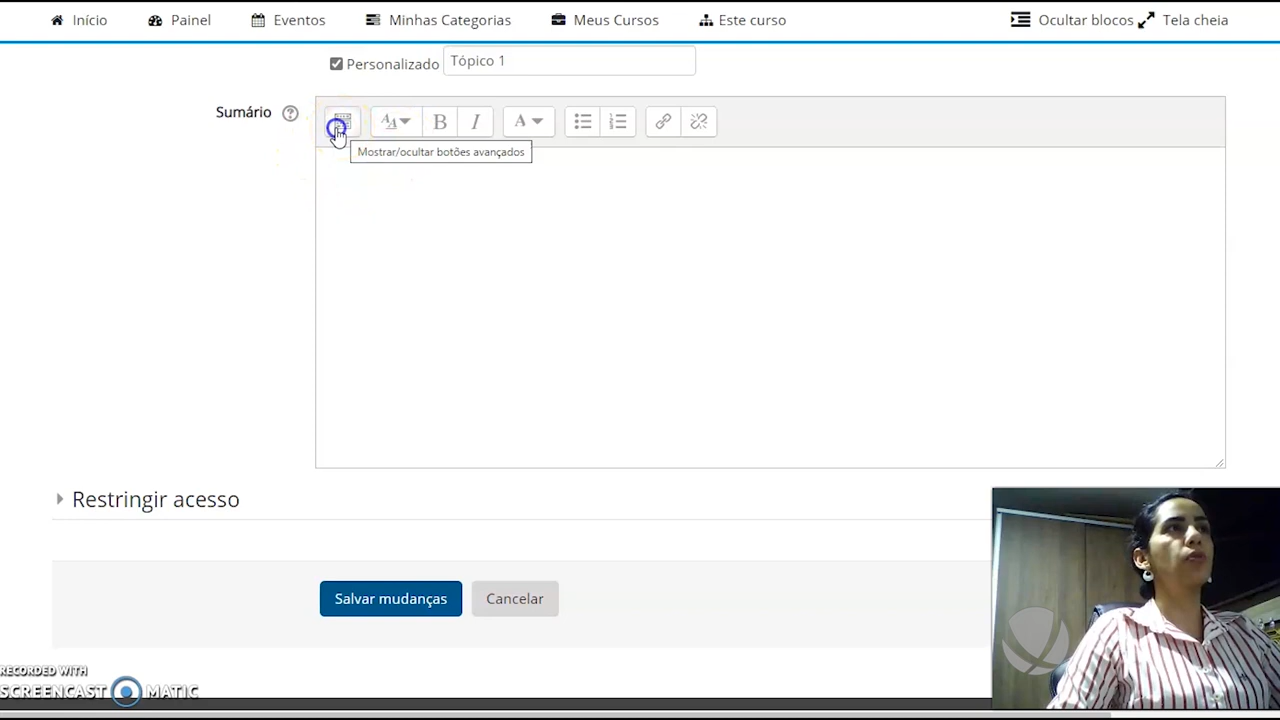 Início Painel Eventos Minhas Categorias Meus Cursos Este curso Ocultar blocos Tela cheia
Personalizado Tópico 1
Sumário ? A B I A
Mostrar/ocultar botões avançados
Restringir acesso
Salvar mudanças Cancelar
RECORDED WITH
SCREENCAST MATIC